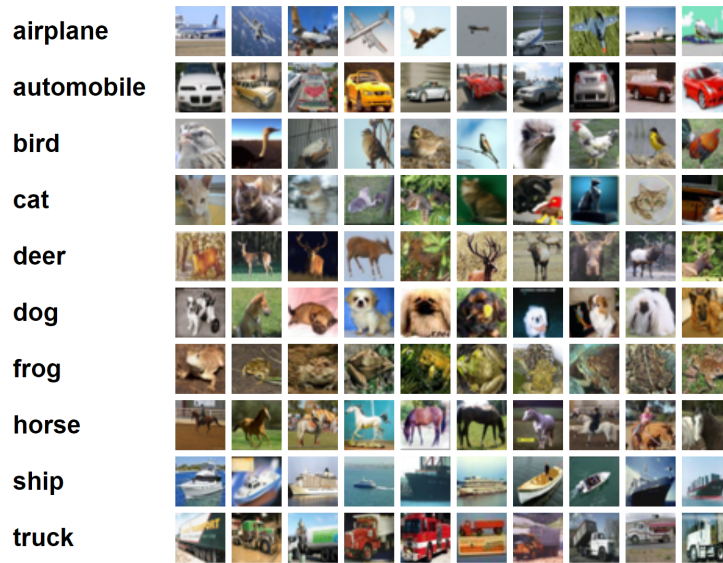 airplane
automobile
bird
cat
deer
dog
frog
horse
ship
truck